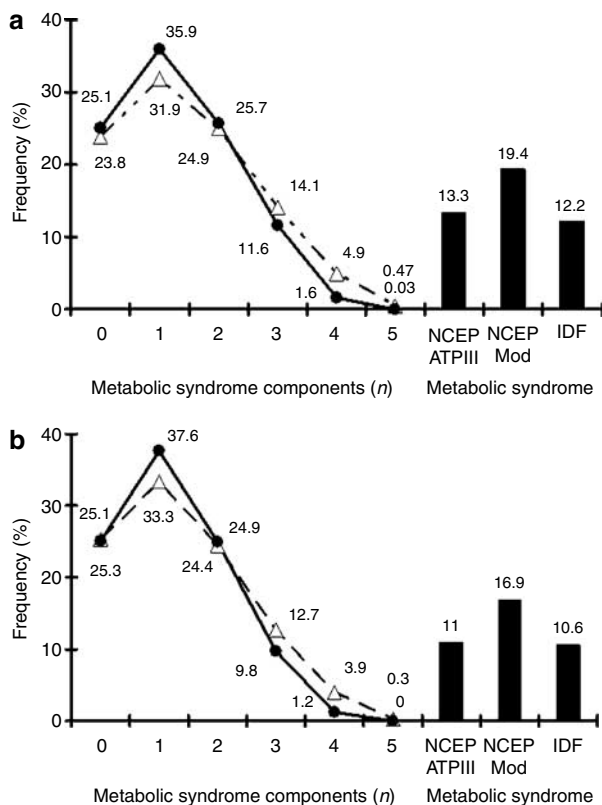 a
40
30
20
10
0
Frequency (%)
25.1
35.9
25.7
23.8
31.9
24.9
14.1
11.6
4.9
1.6
0.47
0.03
13.3
19.4
12.2
0 1 2 3 4 5
NCEP ATPIII
NCEP Mod
IDF
Metabolic syndrome components (n)
Metabolic syndrome
b
40
30
20
10
0
Frequency (%)
25.1
37.6
24.9
25.3
33.3
24.4
12.7
9.8
3.9
1.2
0.3
0
11
16.9
10.6
0 1 2 3 4 5
NCEP ATPIII
NCEP Mod
IDF
Metabolic syndrome components (n)
Metabolic syndrome